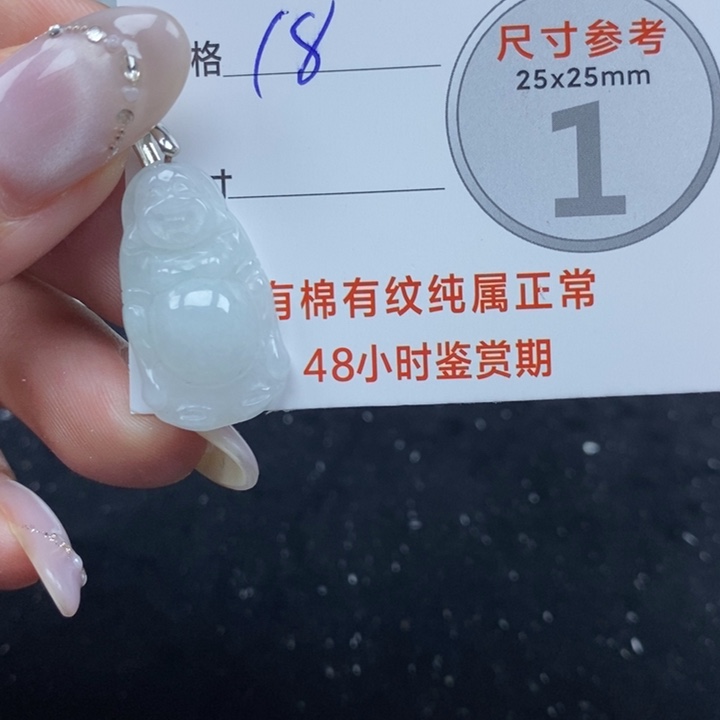 格 18
尺寸参考
25x25mm
1
寸
有棉有纹纯属正常
48小时鉴赏期